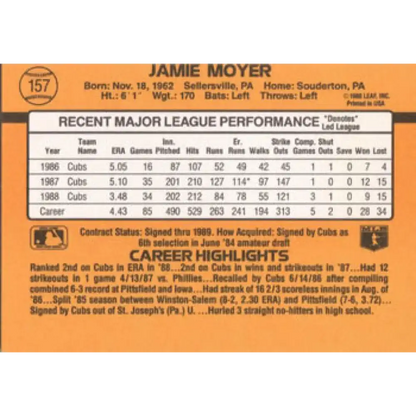 157
JAMIE MOYER
Born: Nov. 18, 1962 Sellersville, PA Home: Souderton, PA
Ht.: 6' 1" Wgt.: 170 Bats: Left Throws: Left
© 1988 LEAF, INC.
Printed in USA
RECENT MAJOR LEAGUE PERFORMANCE "Denotes" Led League
Year Team Name ERA Games Inn. Pitched Hits Runs Er. Runs Walks Strike Outs Comp. Games Shut Outs Save Won Lost
1986 Cubs 5.05 16 87 107 52 49 42 45 1 1 0 7 4
1987 Cubs 5.10 35 201 210 127 114* 97 147 1 0 0 12 15
1988 Cubs 3.48 34 202 212 84 78 55 121 3 1 0 9 15
Career 4.43 85 490 529 263 241 194 313 5 2 0 28 34
Contract Status: Signed thru 1989. How Acquired: Signed by Cubs as
6th selection in June '84 amateur draft
CAREER HIGHLIGHTS
Ranked 2nd on Cubs in ERA in '88...2nd on Cubs in wins and strikeouts in '87...Had 12
strikeouts in 1 game 4/13/87 vs. Phillies...Recalled by Cubs 6/14/86 after compiling
combined 6-3 record at Pittsfield and Iowa...Had streak of 16 2/3 scoreless innings in Aug. of
'86...Split '85 season between Winston-Salem (8-2, 2.30 ERA) and Pittsfield (7-6, 3.72)...
Signed by Cubs out of St. Joseph's (Pa.) U. ...Hurled 3 straight no-hitters in high school.